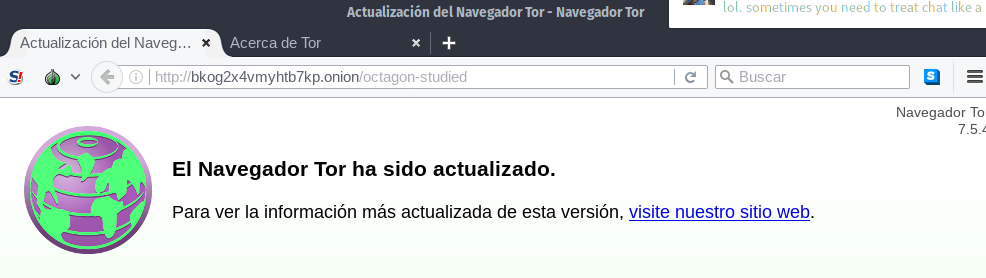 Actualización del Navegador Tor - Navegador Tor
lol. sometimes you need to treat chat like a
Actualización del Naveg…
Acerca de Tor
S!
http://bkog2x4vmyhtb7kp.onion/octagon-studied
Buscar
S
Navegador To
7.5.4
El Navegador Tor ha sido actualizado.
Para ver la información más actualizada de esta versión, visite nuestro sitio web.